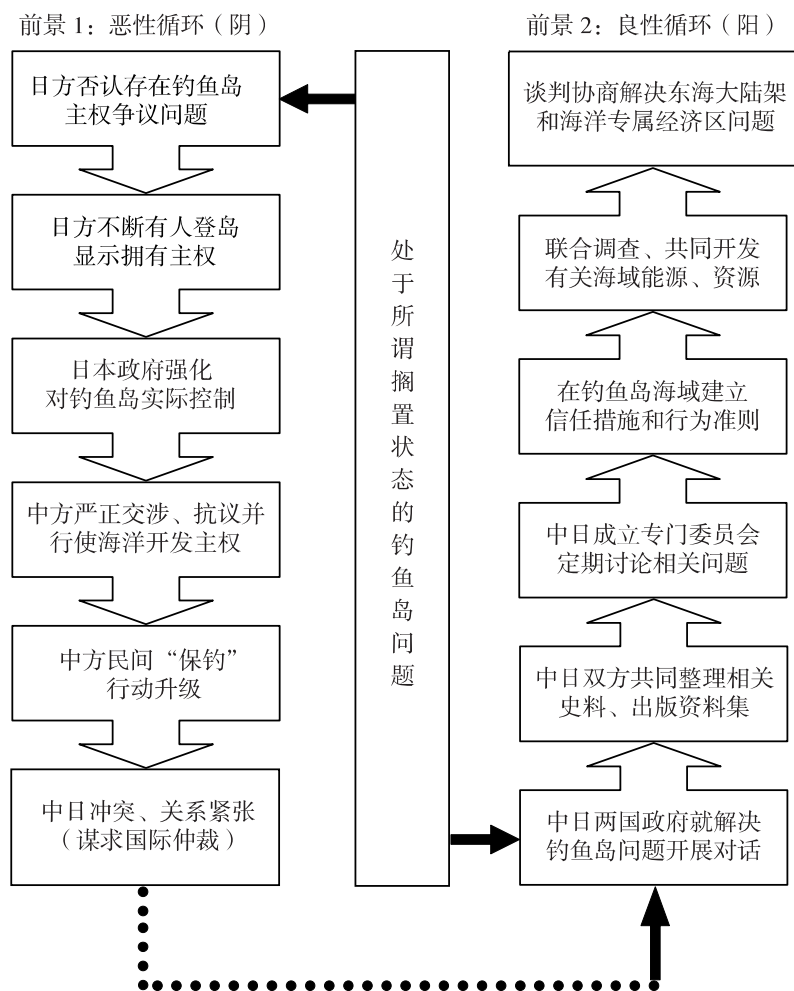 前景 1：恶性循环（阴）
日方否认存在钓鱼岛
主权争议问题
日方不断有人登岛
显示拥有主权
日本政府强化
对钓鱼岛实际控制
中方严正交涉、抗议并
行使海洋开发主权
中方民间“保钓”
行动升级
中日冲突、关系紧张
（谋求国际仲裁）
处于所谓搁置状态的钓鱼岛问题
前景 2：良性循环（阳）
谈判协商解决东海大陆架
和海洋专属经济区问题
联合调查、共同开发
有关海域能源、资源
在钓鱼岛海域建立
信任措施和行为准则
中日成立专门委员会
定期讨论相关问题
中日双方共同整理相关
史料、出版资料集
中日两国政府就解决
钓鱼岛问题开展对话